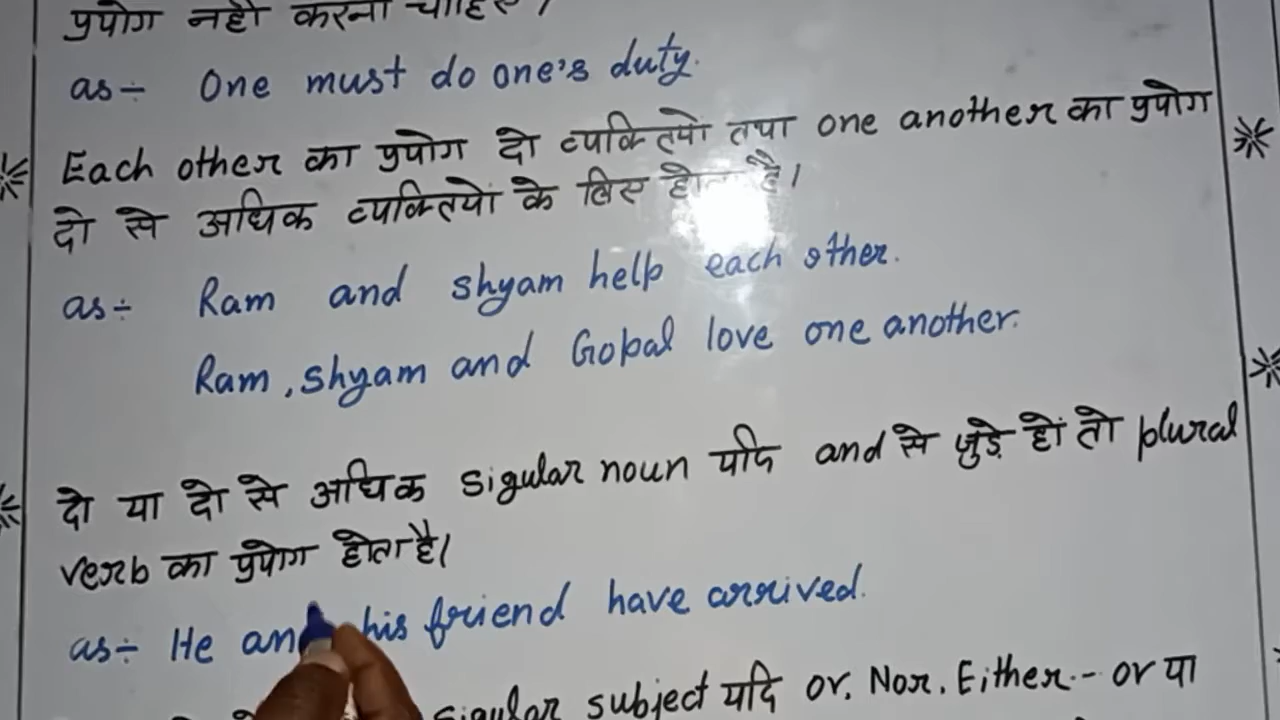 प्रयोग नहीं करना चाहिए।
as÷ One must do one's duty.
Each other का प्रयोग दो व्यक्तियों तथा one another का प्रयोग
दो से अधिक व्यक्तियों के लिए होता है।
as÷ Ram and shyam help each other.
Ram, shyam and Gopal love one another.
दो या दो से अधिक sigular noun यदि and से जुड़े हों तो plural
verb का प्रयोग होता है।
as÷ He and his friend have arrived.
sigular subject यदि or. Nor. Either-- or या